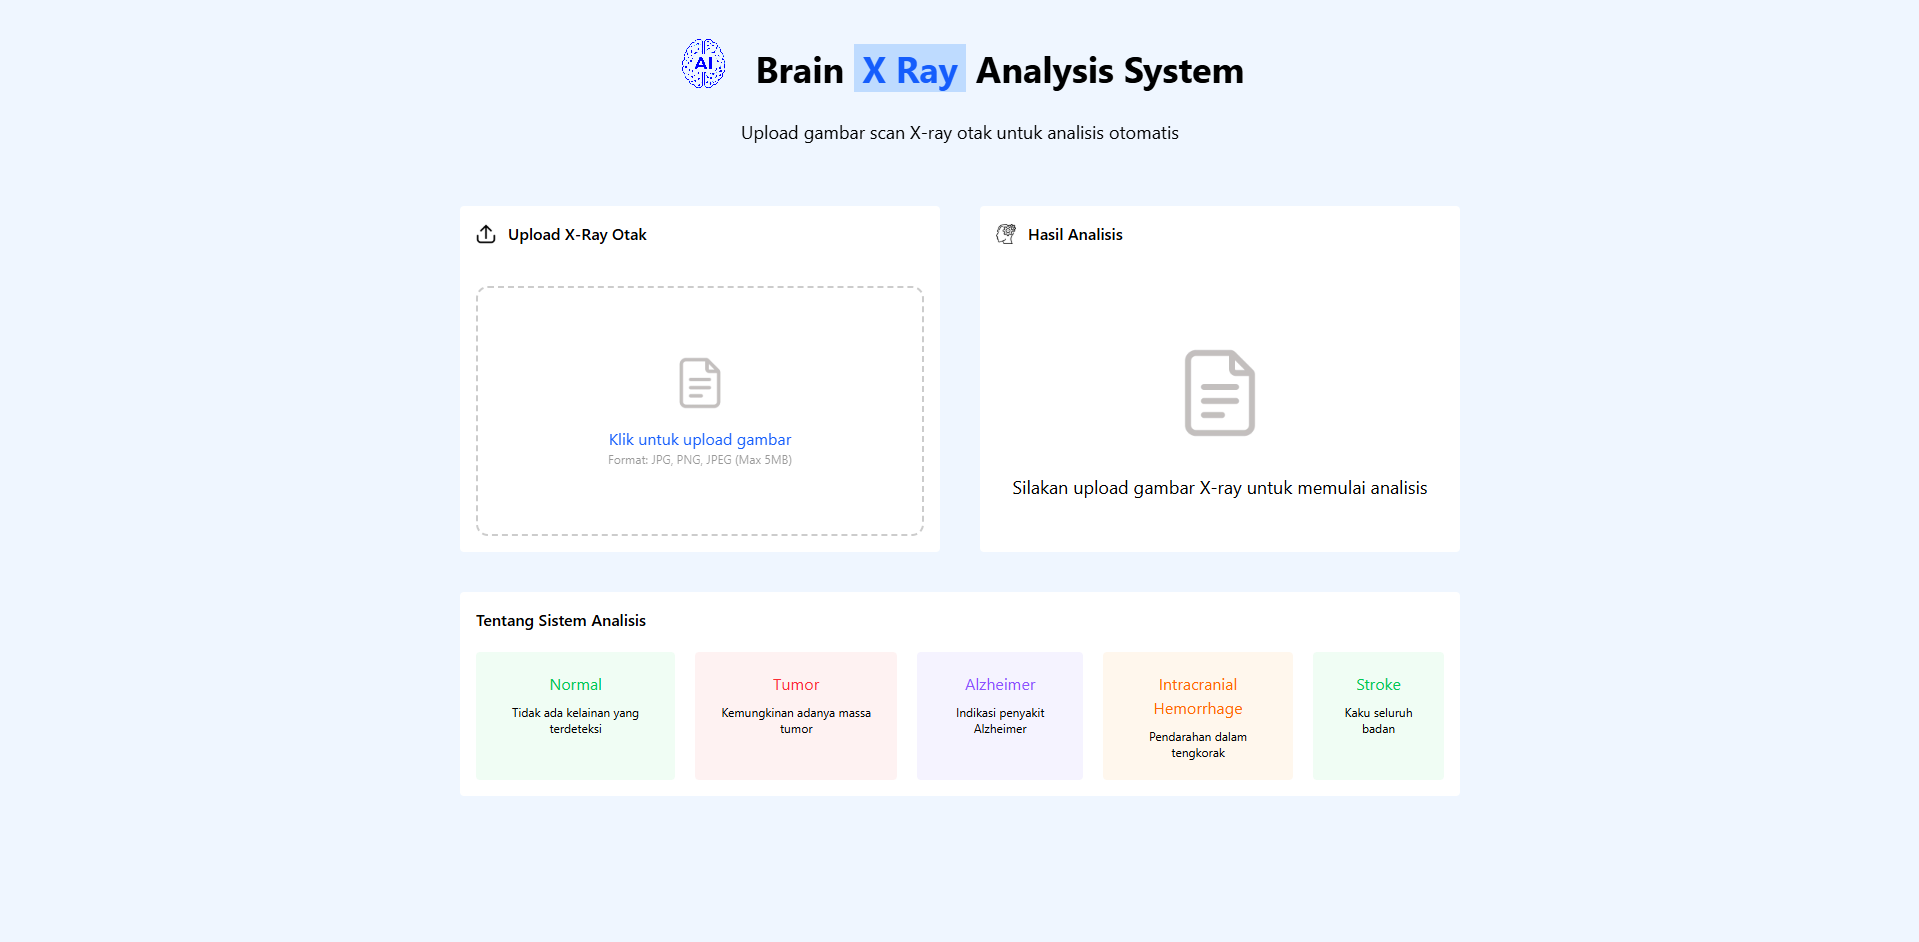 AI
Brain X Ray Analysis System
Upload gambar scan X-ray otak untuk analisis otomatis
Upload X-Ray Otak
Klik untuk upload gambar
Format: JPG, PNG, JPEG (Max 5MB)
Hasil Analisis
Silakan upload gambar X-ray untuk memulai analisis
Tentang Sistem Analisis
Normal
Tidak ada kelainan yang
terdeteksi
Tumor
Kemungkinan adanya massa
tumor
Alzheimer
Indikasi penyakit
Alzheimer
Intracranial
Hemorrhage
Pendarahan dalam
tengkorak
Stroke
Kaku seluruh
badan